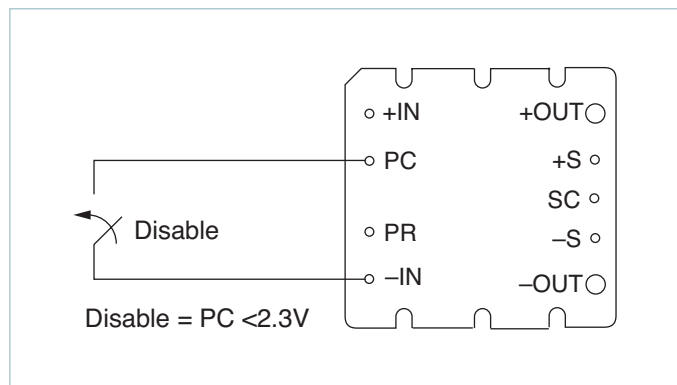 +IN
+OUT
PC
+S
SC
Disable
PR
–S
–IN
–OUT
Disable = PC <2.3V